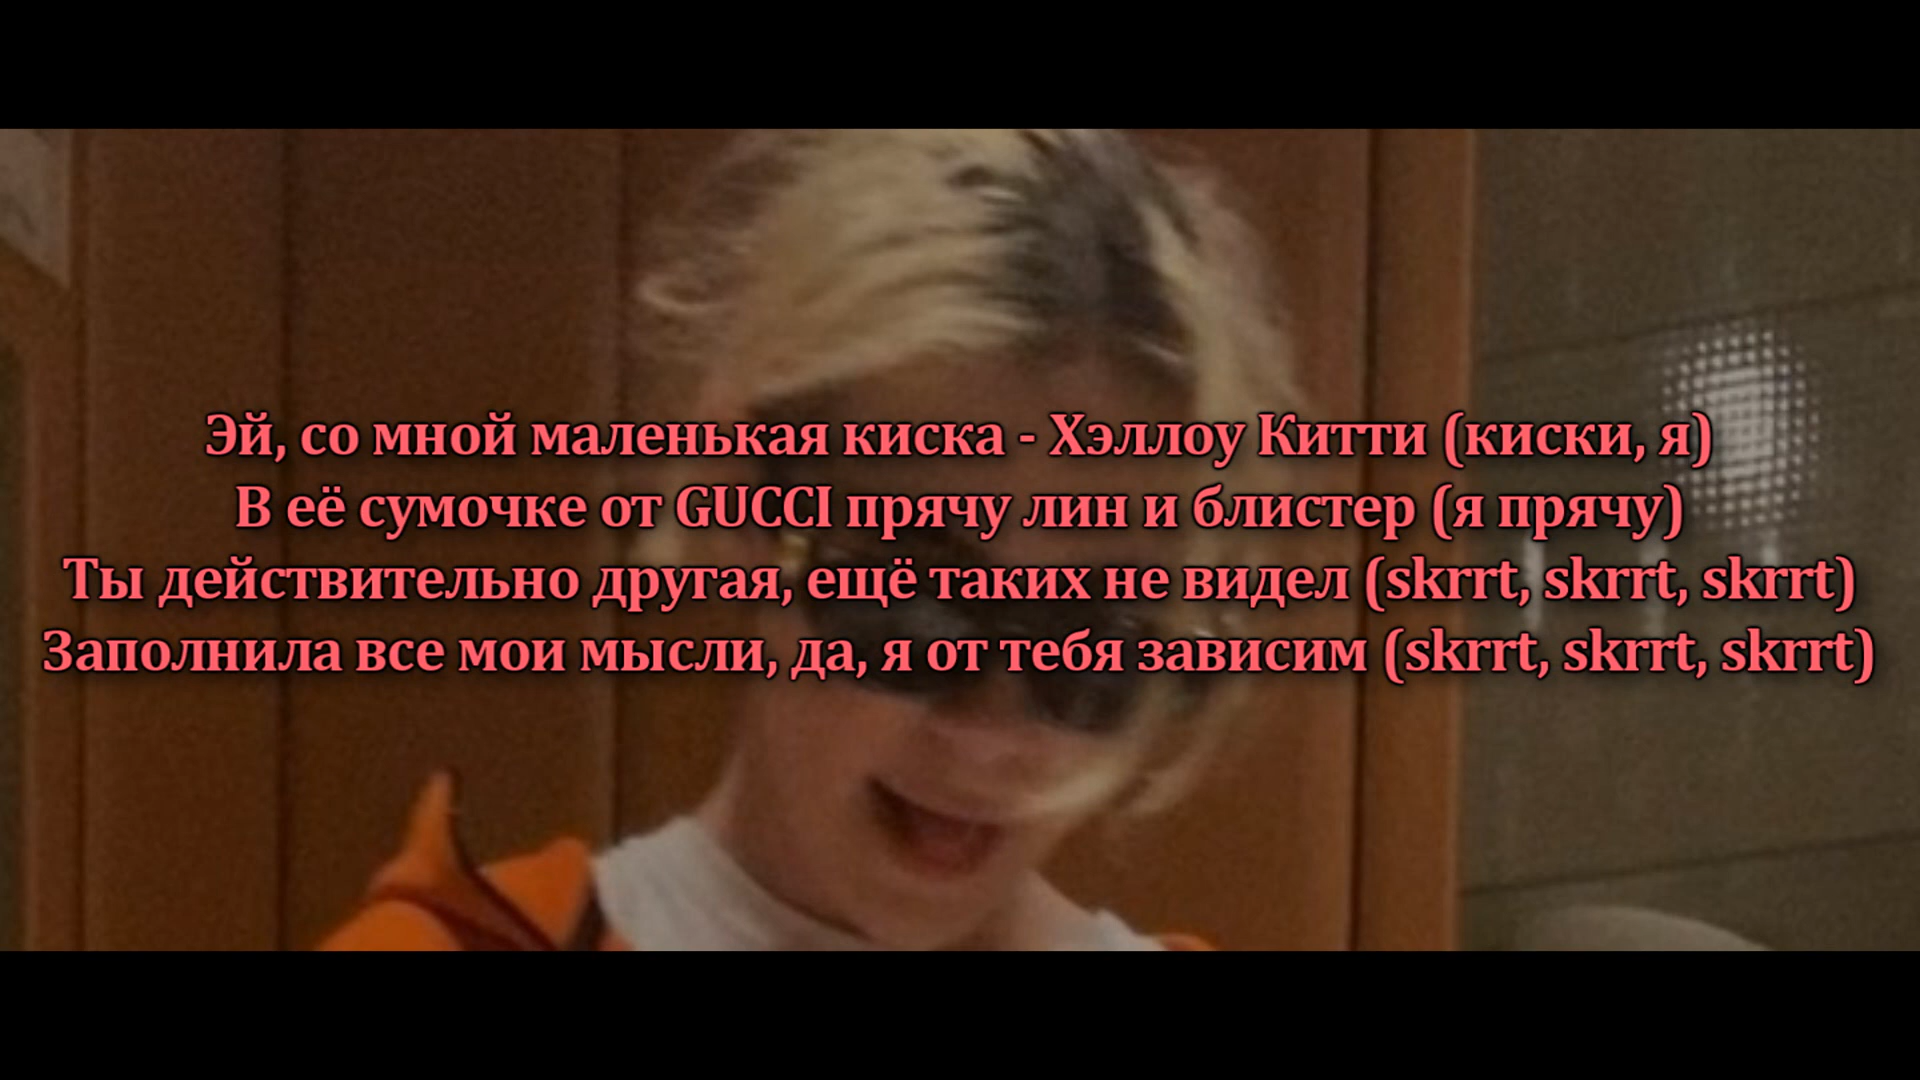 Эй, со мной маленькая киска - Хэллоу Китти (киски, я)
В её сумочке от GUCCI прячу лин и блистер (я прячу)
Ты действительно другая, ещё таких не видел (skrrt, skrrt, skrrt)
Заполнила все мои мысли, да, я от тебя зависим (skrrt, skrrt, skrrt)